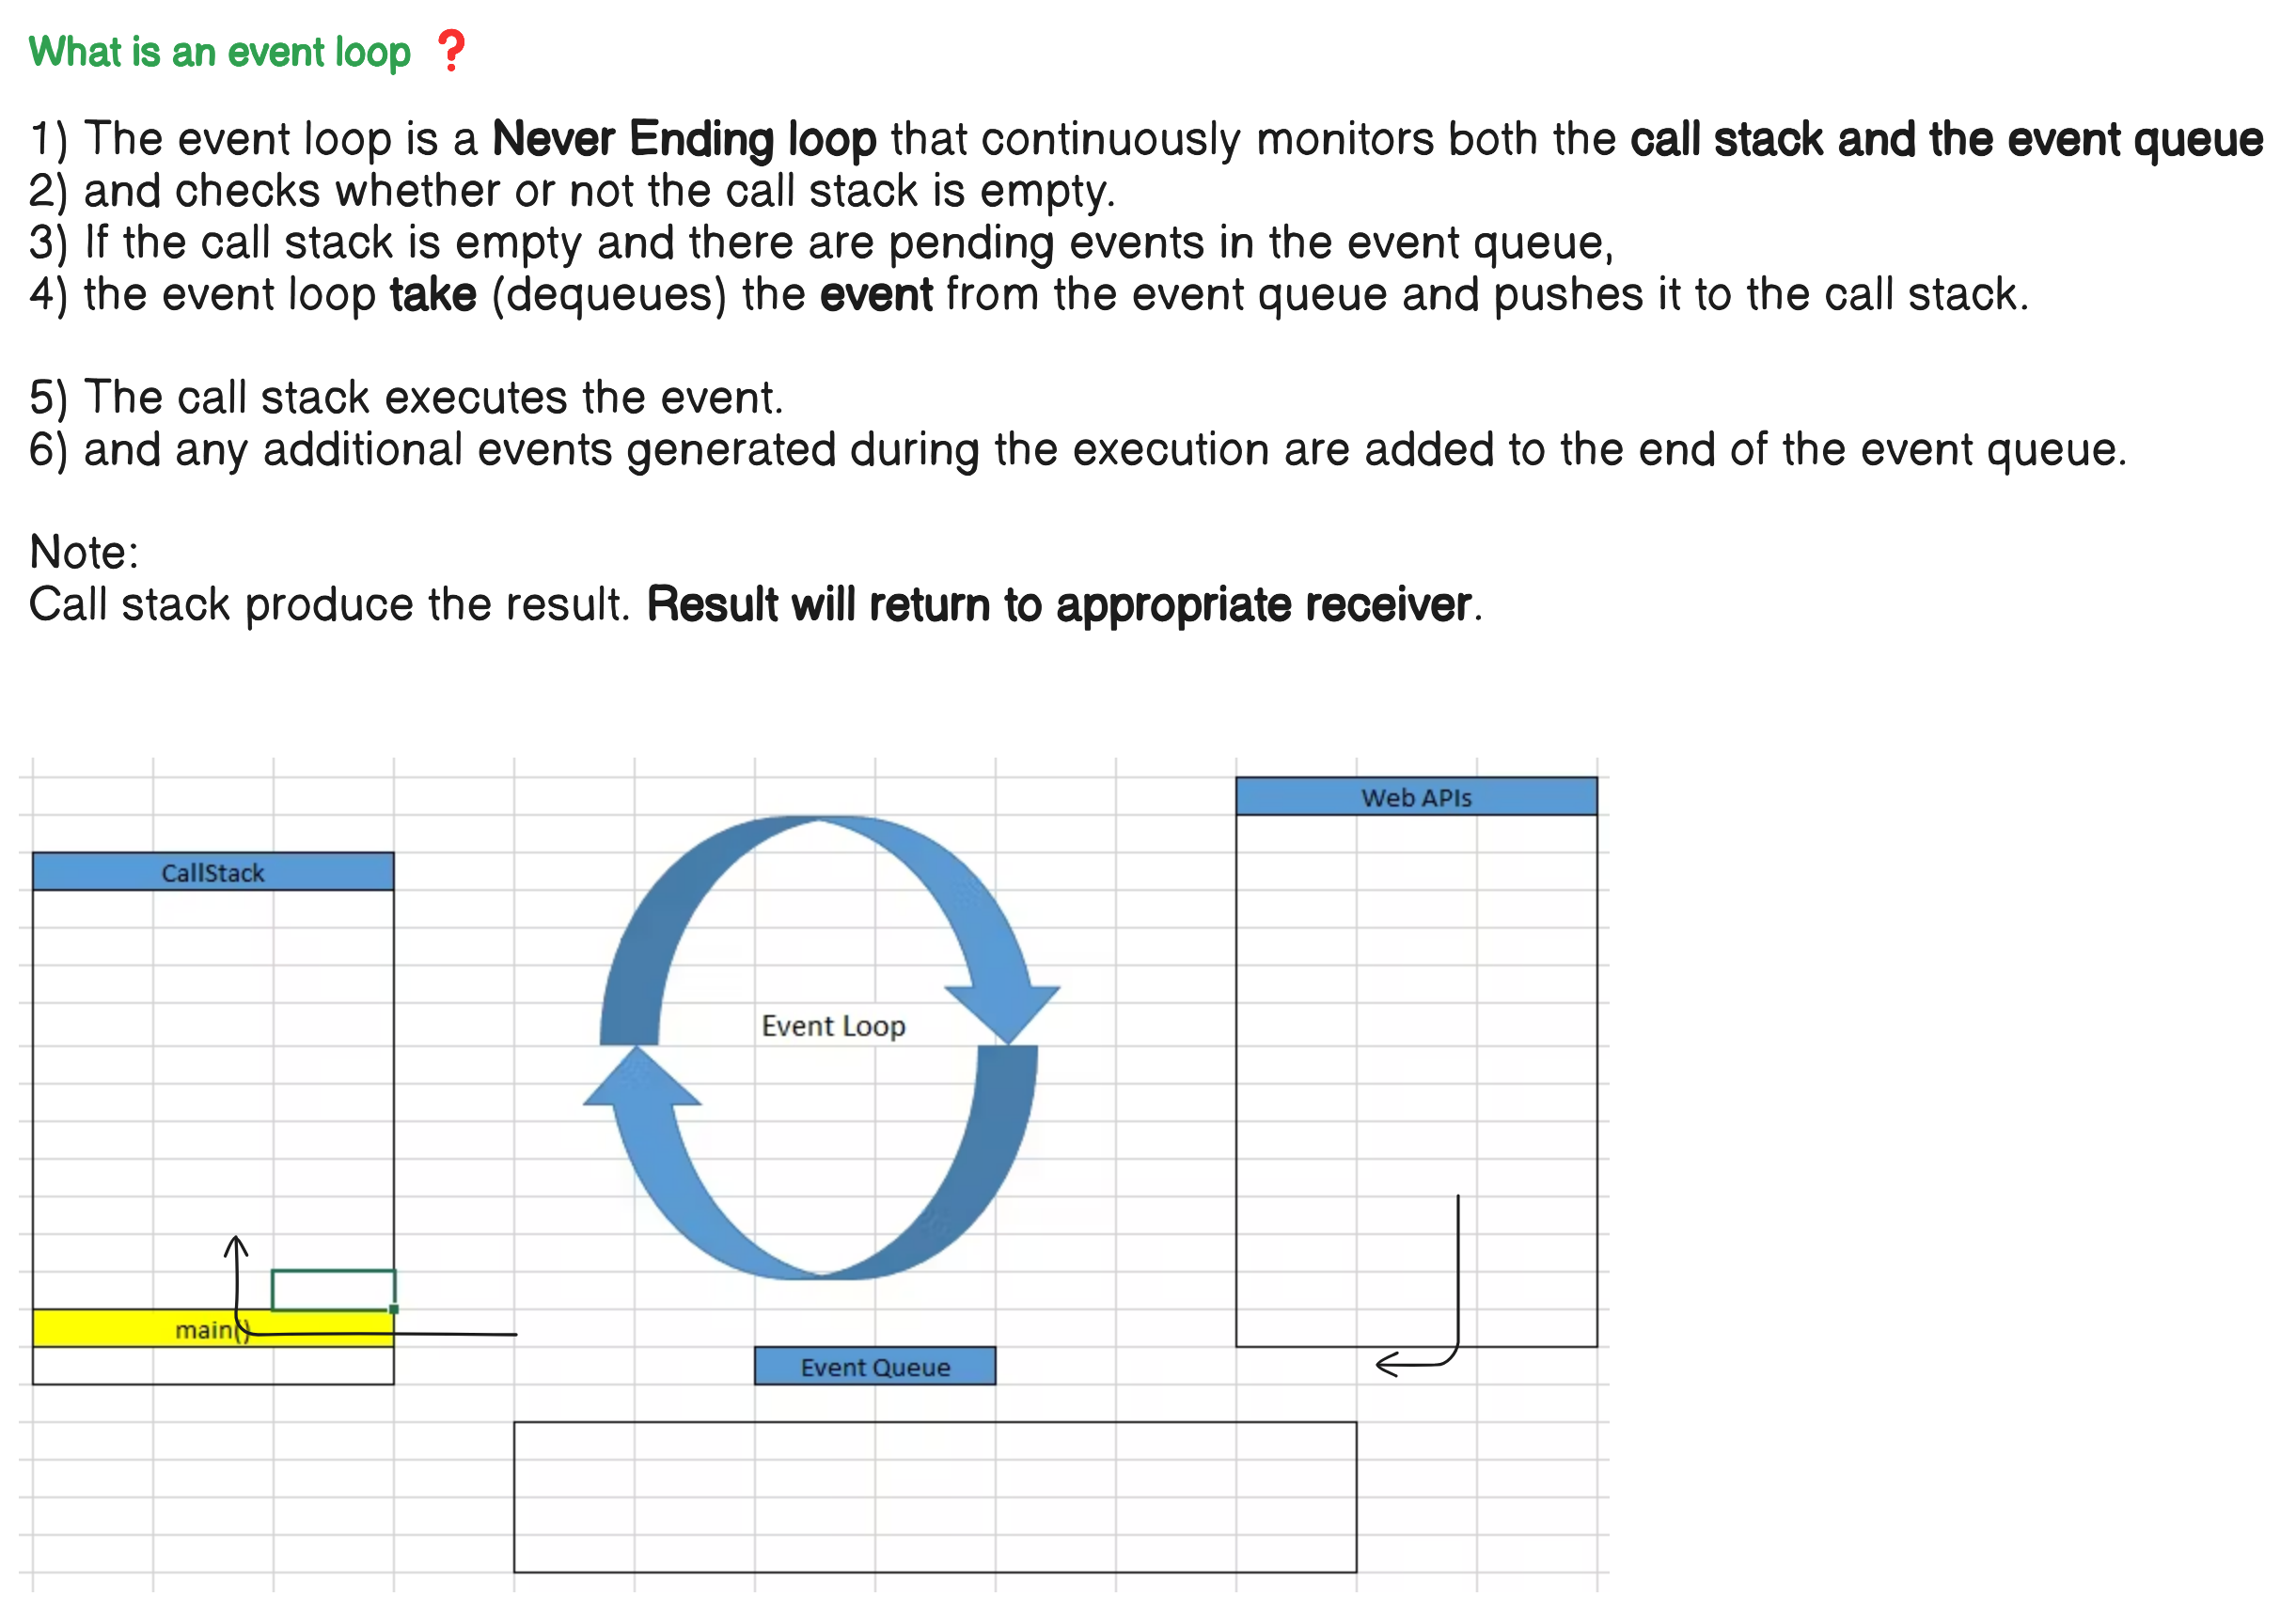 What is an event loop ❓
1) The event loop is a Never Ending loop that continuously monitors both the call stack and the event queue
2) and checks whether or not the call stack is empty.
3) If the call stack is empty and there are pending events in the event queue,
4) the event loop take (dequeues) the event from the event queue and pushes it to the call stack.
5) The call stack executes the event.
6) and any additional events generated during the execution are added to the end of the event queue.
Note:
Call stack produce the result. Result will return to appropriate receiver.
Web APIs
CallStack
Event Loop
main()
Event Queue